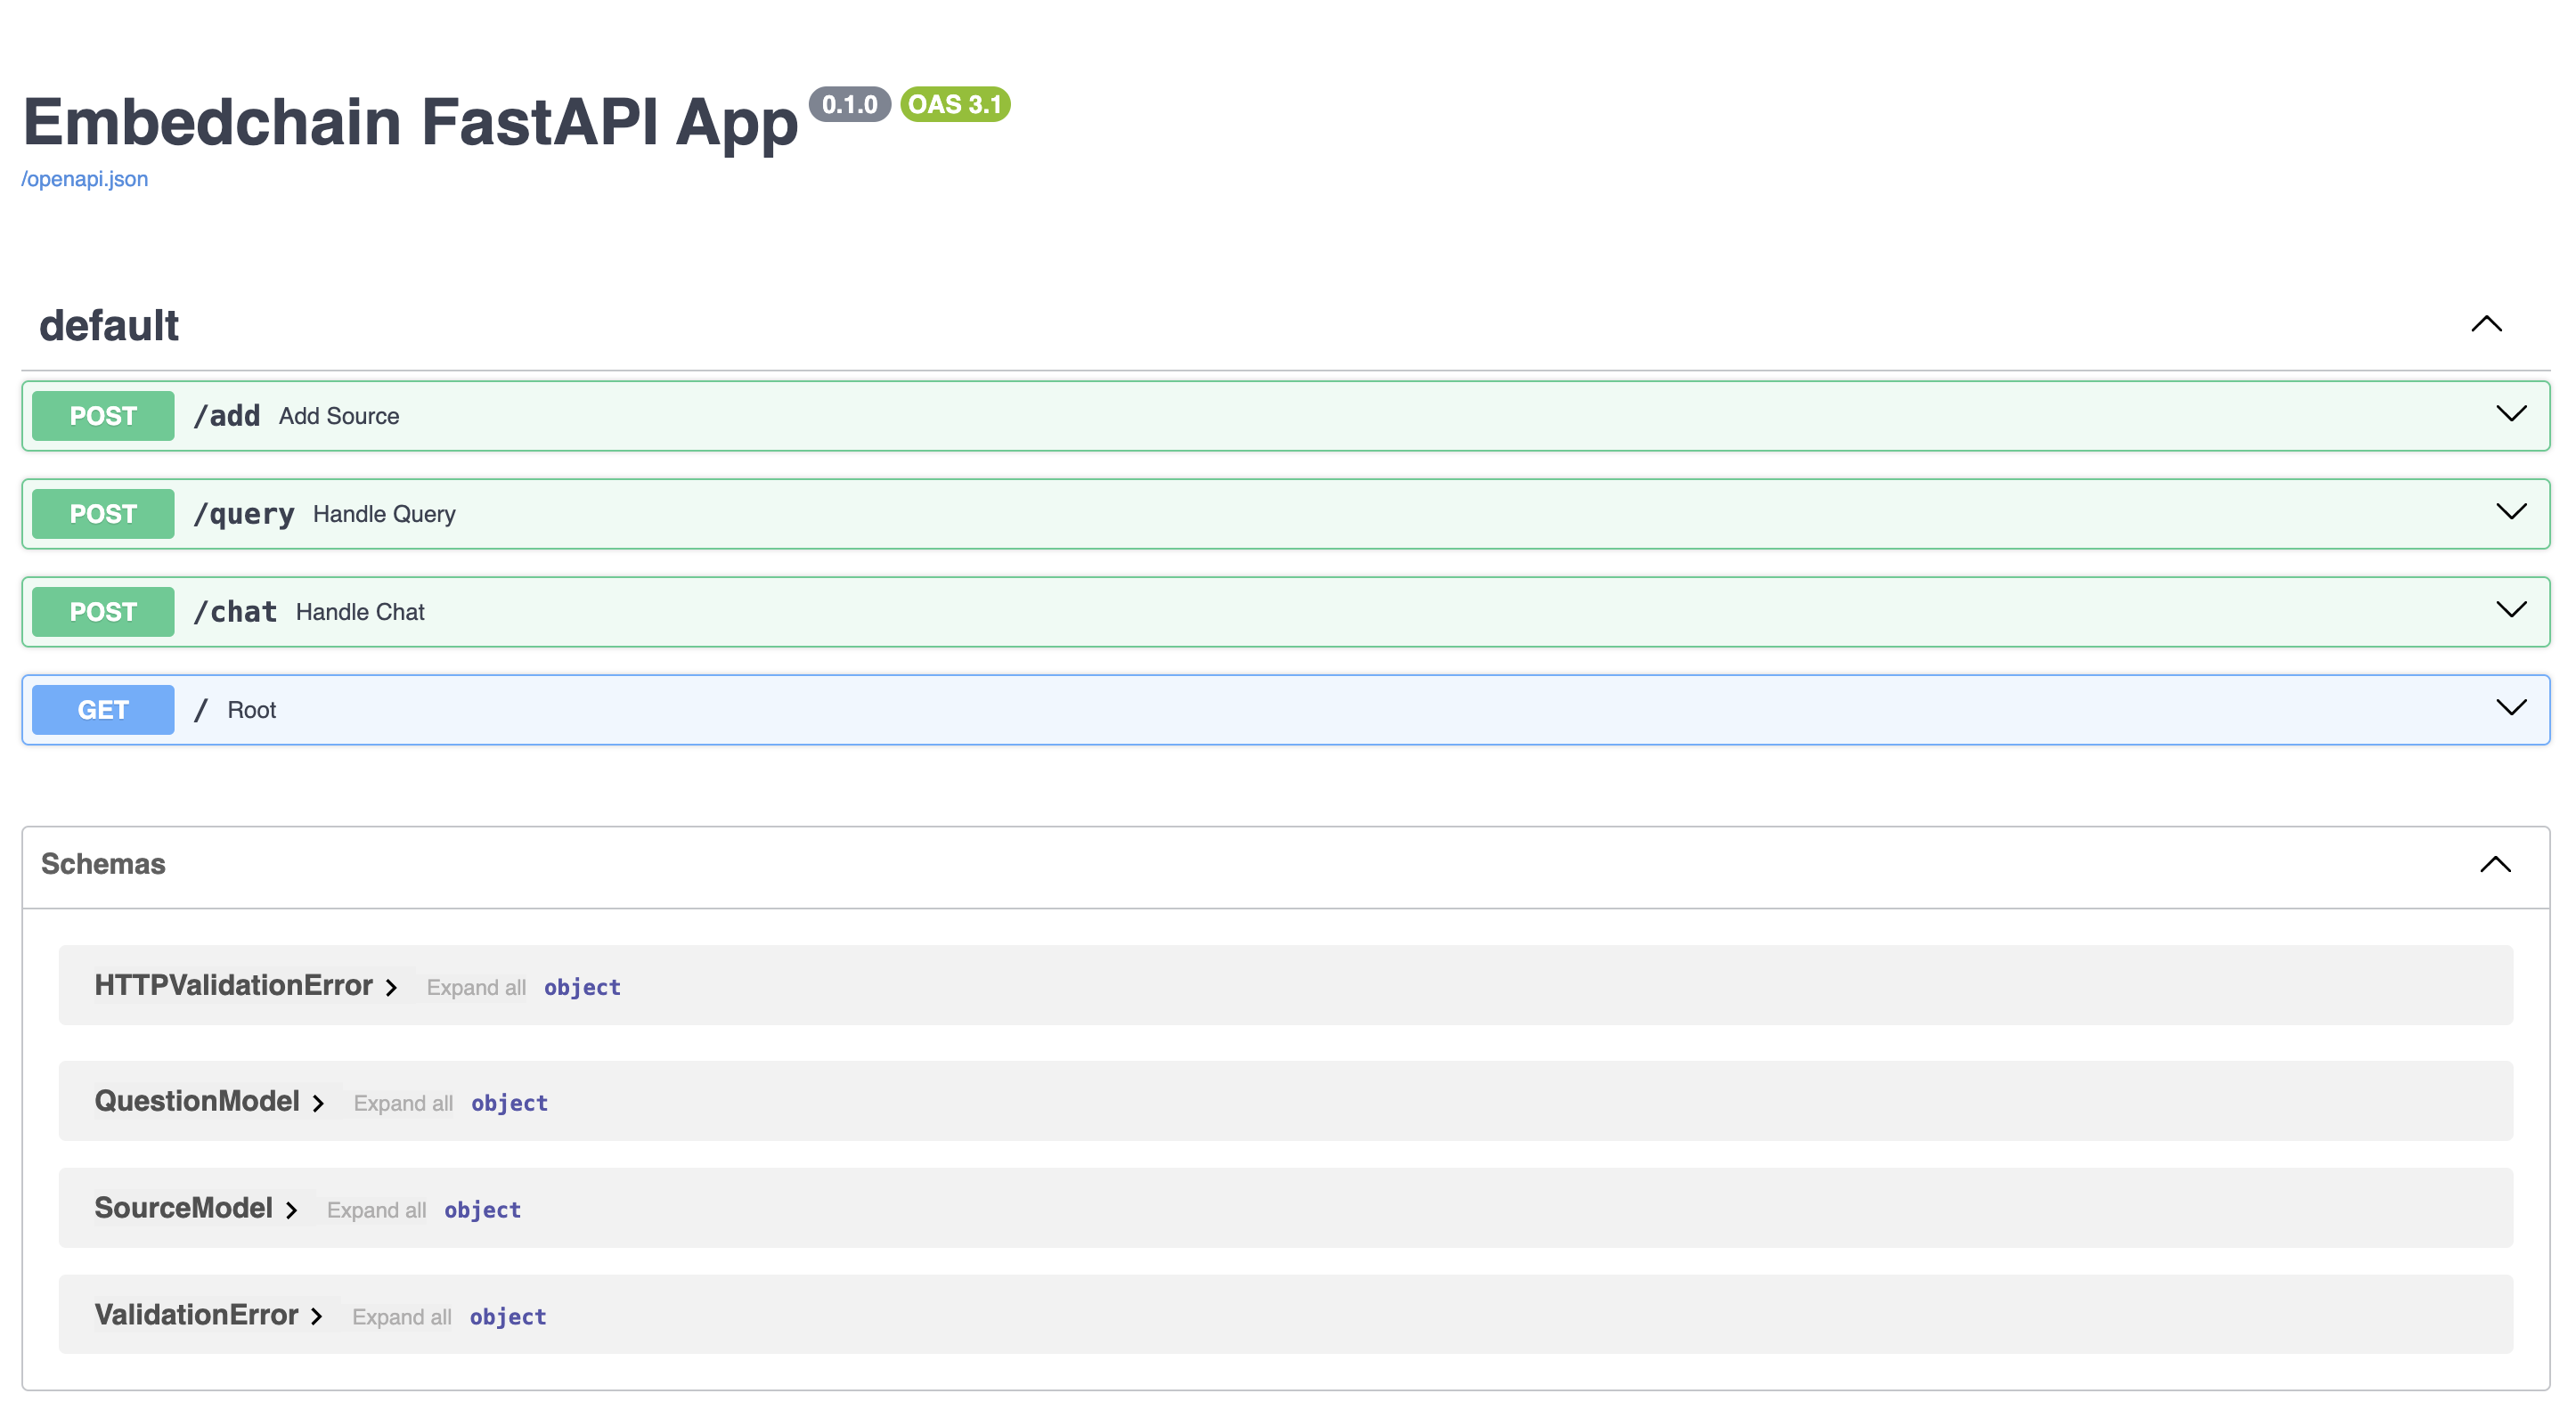 Embedchain FastAPI App 0.1.0 OAS 3.1
/openapi.json
default
POST /add Add Source
POST /query Handle Query
POST /chat Handle Chat
GET / Root
Schemas
HTTPValidationError Expand all object
QuestionModel Expand all object
SourceModel Expand all object
ValidationError Expand all object